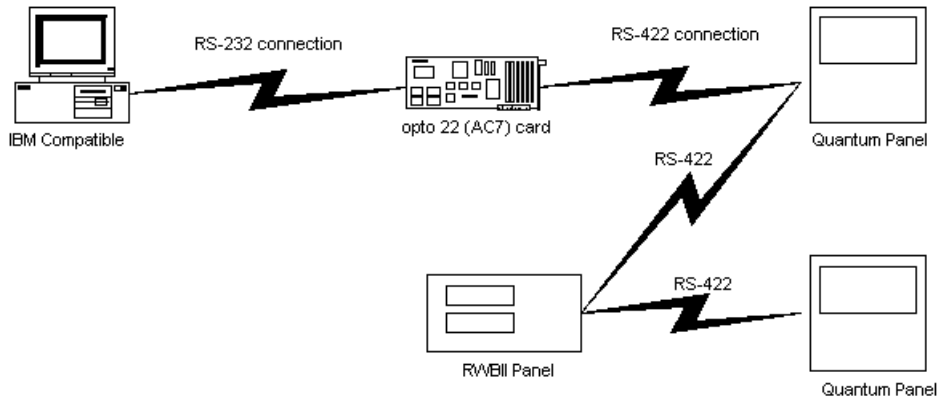 RS-232 connection
RS-422 connection
IBM Compatible
opto 22 (AC7) card
Quantum Panel
RS-422
RS-422
RWBII Panel
Quantum Panel